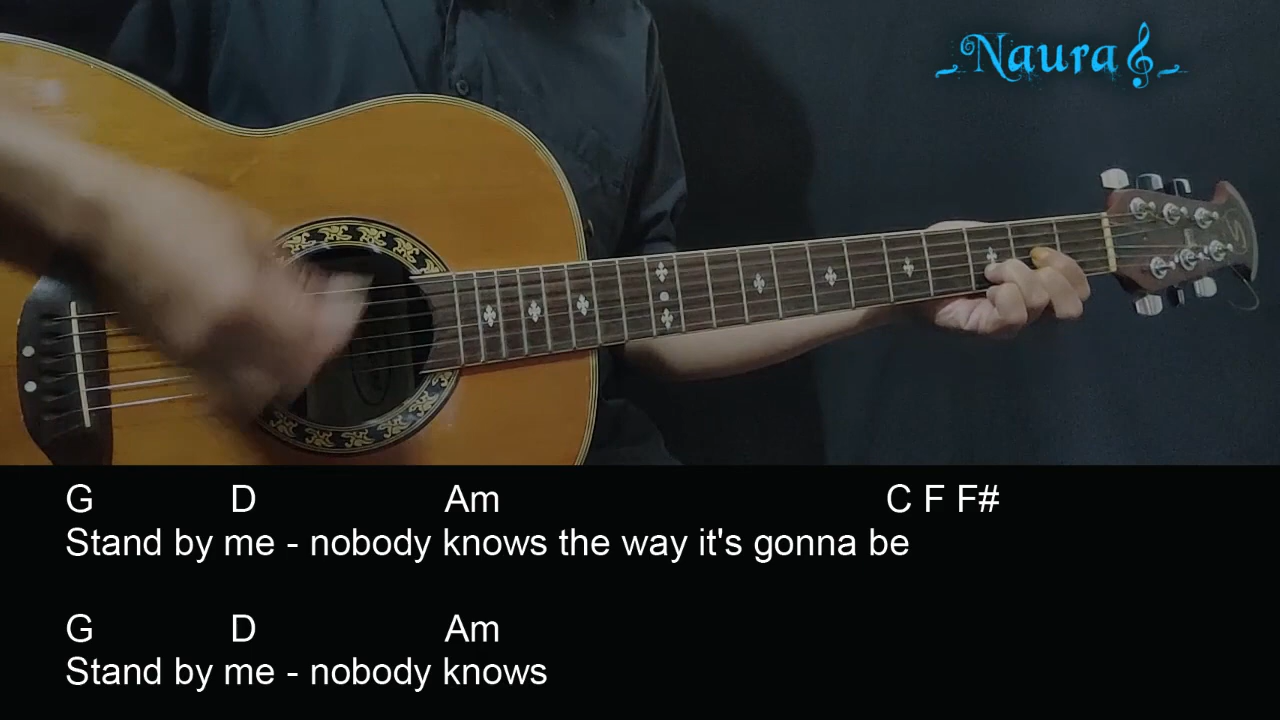 Naura
G D Am C F F#
Stand by me - nobody knows the way it's gonna be
G D Am
Stand by me - nobody knows